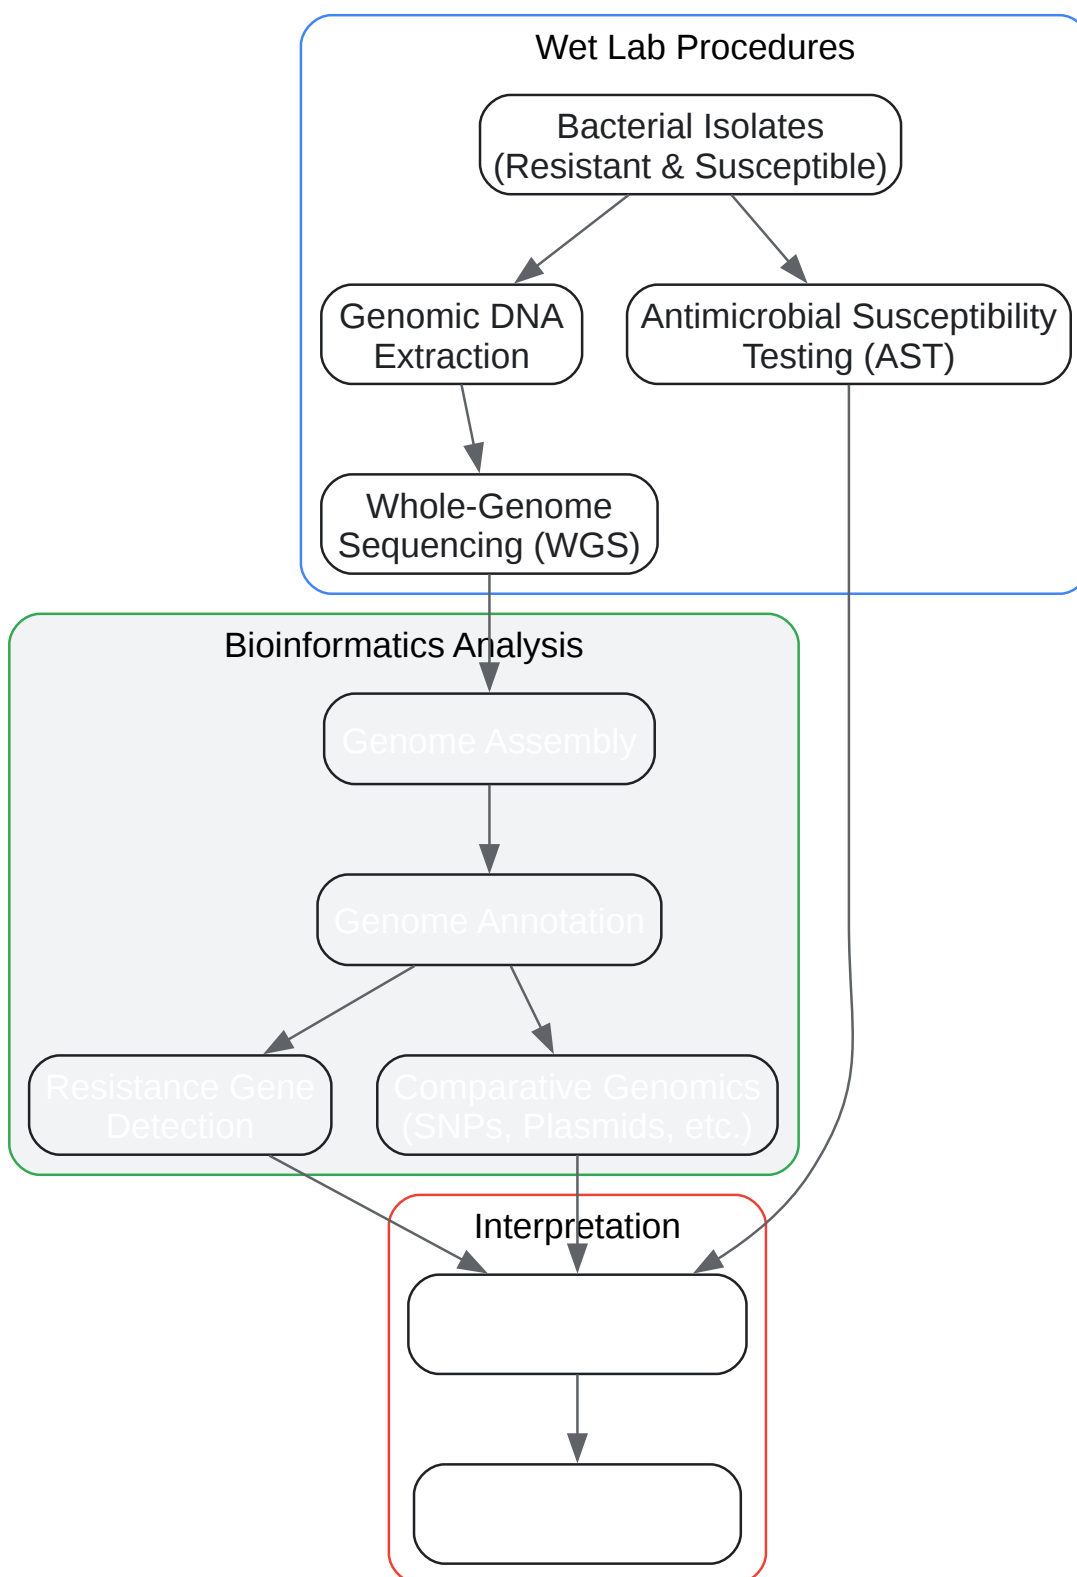 Wet Lab Procedures
Bacterial Isolates
(Resistant & Susceptible)
Genomic DNA
Extraction
Antimicrobial Susceptibility
Testing (AST)
Whole-Genome
Sequencing (WGS)
Bioinformatics Analysis
Genome Assembly
Genome Annotation
Resistance Gene
Detection
Comparative Genomics
(SNPs, Plasmids, etc.)
Interpretation